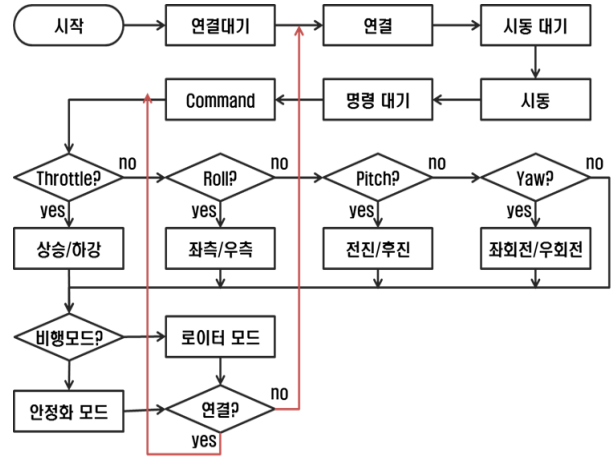 시작
연결대기
연결
시동 대기
Command
명령 대기
시동
Throttle?
no
Roll?
no
Pitch?
no
Yaw?
no
yes
yes
yes
yes
상승/하강
좌측/우측
전진/후진
좌회전/우회전
비행모드?
로이터 모드
안정화 모드
연결?
no
yes